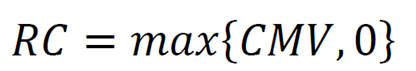 RC = max{CMV, 0}